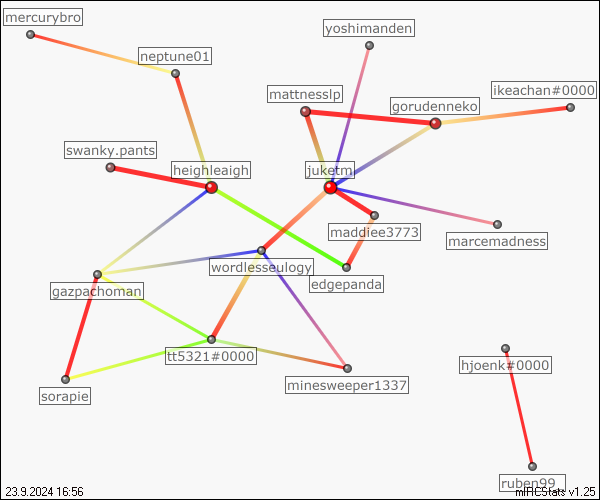 mercurybro
yoshimanden
neptune01
ikeachan#0000
mattnesslp
gorudenneko
swanky.pants
heighleaigh
juketm
maddiee3773
marcemadness
wordlesseulogy
edgepanda
gazpachoman
tt5321#0000
hjoenk#0000
minesweeper1337
sorapie
ruben99_
23.9.2024 16:56
mIRCStats v1.25